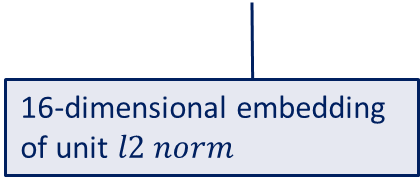 16-dimensional embedding
of unit l2 norm